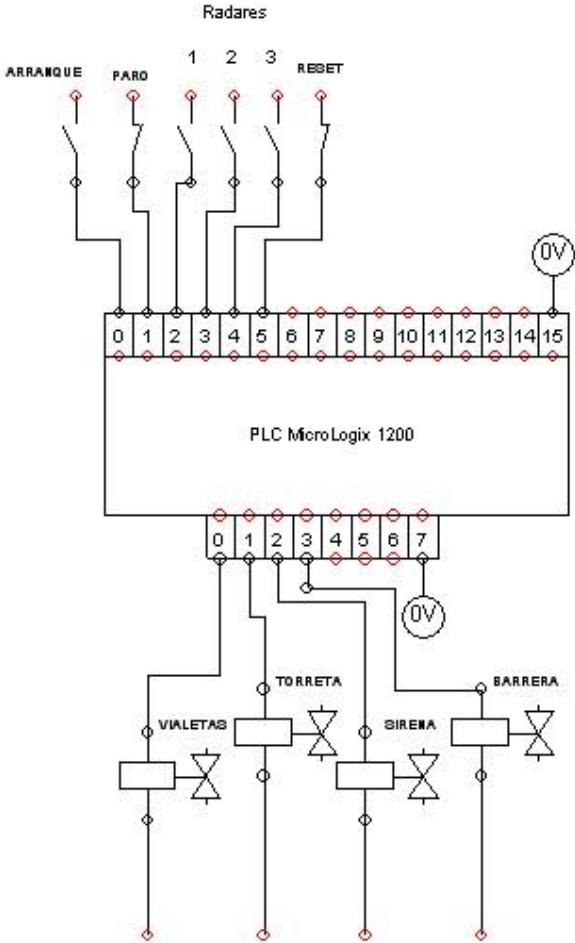 Radares
1 2 3
ARRANQUE PARO RESET
0V
0 1 2 3 4 5 6 7 8 9 10 11 12 13 14 15
PLC MicroLogix 1200
0 1 2 3 4 5 6 7
0V
TORRETA BARRERA
VIALETAS SIRENA